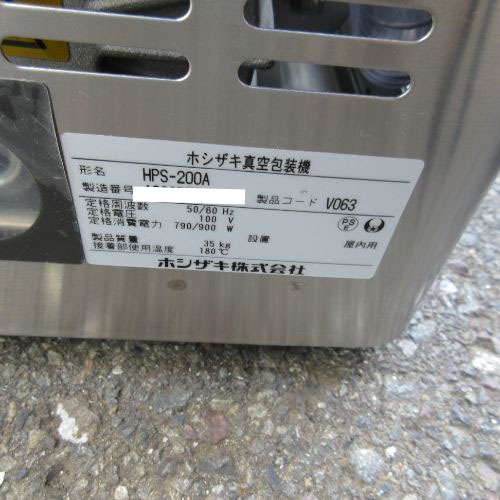 ホシザキ真空包装機
形名 HPS-200A
製造番号 製品コード V063
定格周波数 50/60 Hz
定格電圧 100 V
定格消費電力 790/900 W
製品質量 35 kg 設置 屋内用
接着部使用温度 180℃
PS E
ホシザキ株式会社